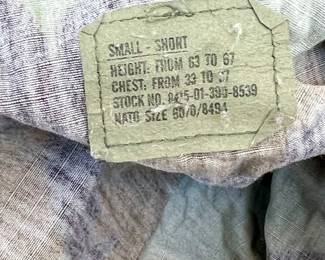 SMALL - SHORT
HEIGHT: FROM 63 TO 67
CHEST: FROM 33 TO 37
STOCK NO. 8415-01-390-8539
NATO SIZE 6070/8494